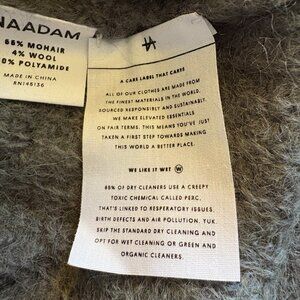 NAADAM
66% MOHAIR
4% WOOL
0% POLYAMIDE
MADE IN CHINA
RN148136
A CARE LABEL THAT CARES
ALL OF OUR CLOTHES ARE MADE FROM
THE FINEST MATERIALS IN THE WORLD,
SOURCED RESPONSIBLY AND SUSTAINABLY.
WE MAKE ELEVATED ESSENTIALS
ON FAIR TERMS. THIS MEANS YOU'VE JUST
TAKEN A FIRST STEP TOWARDS MAKING
THIS WORLD A BETTER PLACE.
WE LIKE IT WET W
85% OF DRY CLEANERS USE A CREEPY
TOXIC CHEMICAL CALLED PERC,
THAT'S LINKED TO RESPIRATORY ISSUES,
BIRTH DEFECTS AND AIR POLLUTION, YUK.
SKIP THE STANDARD DRY CLEANING AND
OPT FOR WET CLEANING OR GREEN AND
ORGANIC CLEANERS.